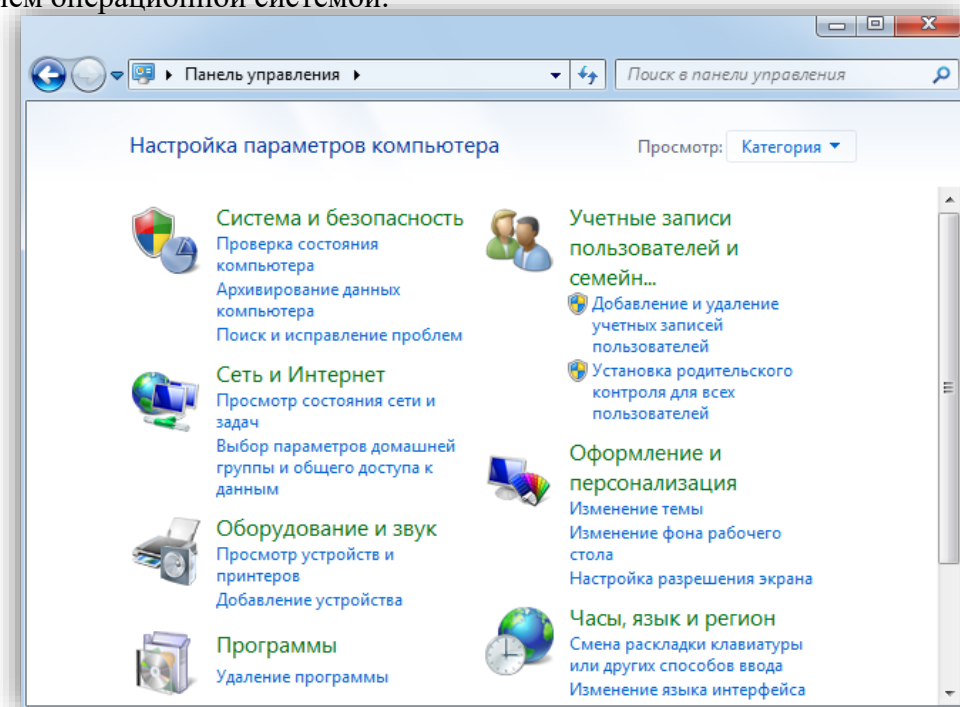 ем операционной системой.
Панель управления
Поиск в панели управления
Настройка параметров компьютера
Просмотр: Категория
Система и безопасность
Проверка состояния
компьютера
Архивирование данных
компьютера
Поиск и исправление проблем
Сеть и Интернет
Просмотр состояния сети и
задач
Выбор параметров домашней
группы и общего доступа к
данным
Оборудование и звук
Просмотр устройств и
принтеров
Добавление устройства
Программы
Удаление программы
Учетные записи
пользователей и
семейн...
Добавление и удаление
учетных записей
пользователей
Установка родительского
контроля для всех
пользователей
Оформление и
персонализация
Изменение темы
Изменение фона рабочего
стола
Настройка разрешения экрана
Часы, язык и регион
Смена раскладки клавиатуры
или других способов ввода
Изменение языка интерфейса